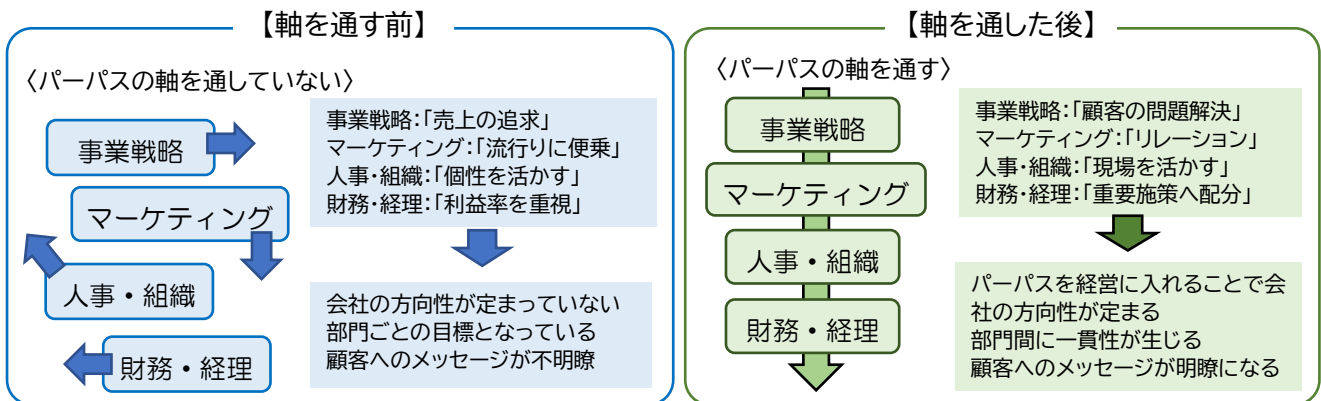 【軸を通す前】
〈パーパスの軸を通していない〉
事業戦略
マーケティング
人事・組織
財務・経理
事業戦略:「売上の追求」
マーケティング:「流行りに便乗」
人事・組織:「個性を活かす」
財務・経理:「利益率を重視」
会社の方向性が定まっていない
部門ごとの目標となっている
顧客へのメッセージが不明瞭
【軸を通した後】
〈パーパスの軸を通す〉
事業戦略
マーケティング
人事・組織
財務・経理
事業戦略:「顧客の問題解決」
マーケティング:「リレーション」
人事・組織:「現場を活かす」
財務・経理:「重要施策へ配分」
パーパスを経営に入れることで会
社の方向性が定まる
部門間に一貫性が生じる
顧客へのメッセージが明瞭になる